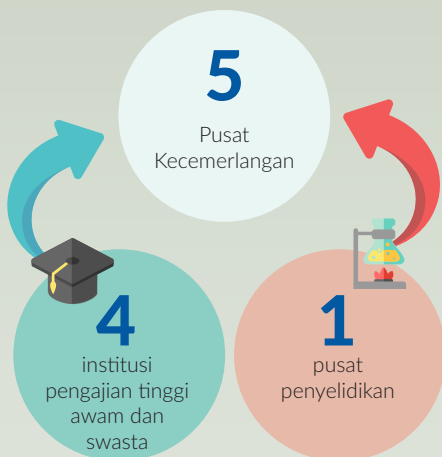 5
Pusat
Kecemerlangan
4
institusi
pengajian tinggi
awam dan
swasta
1
pusat
penyelidikan